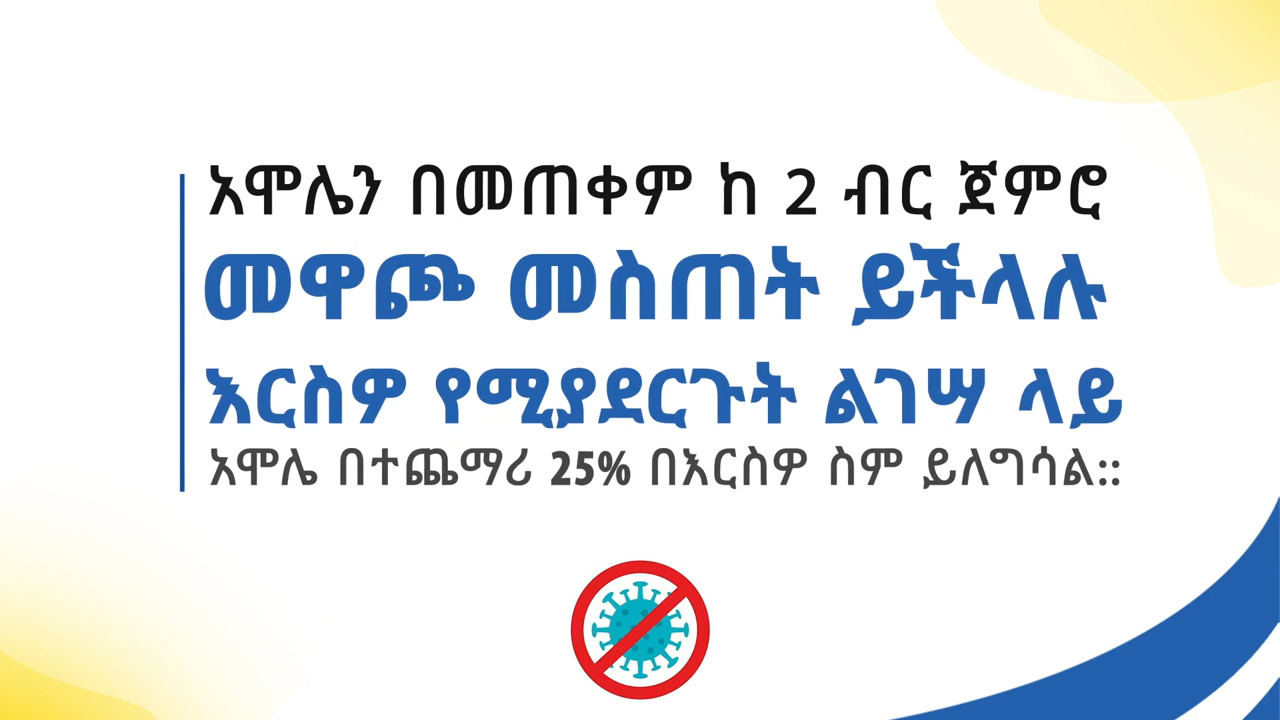 አሞሌን በመጠቀም ከ 2 ብር ጀምሮ
መዋጮ መስጠት ይችላሉ
እርስዎ የሚያደርጉት ልገሣ ላይ
አሞሌ በተጨማሪ 25% በእርስዎ ስም ይለግሳል::